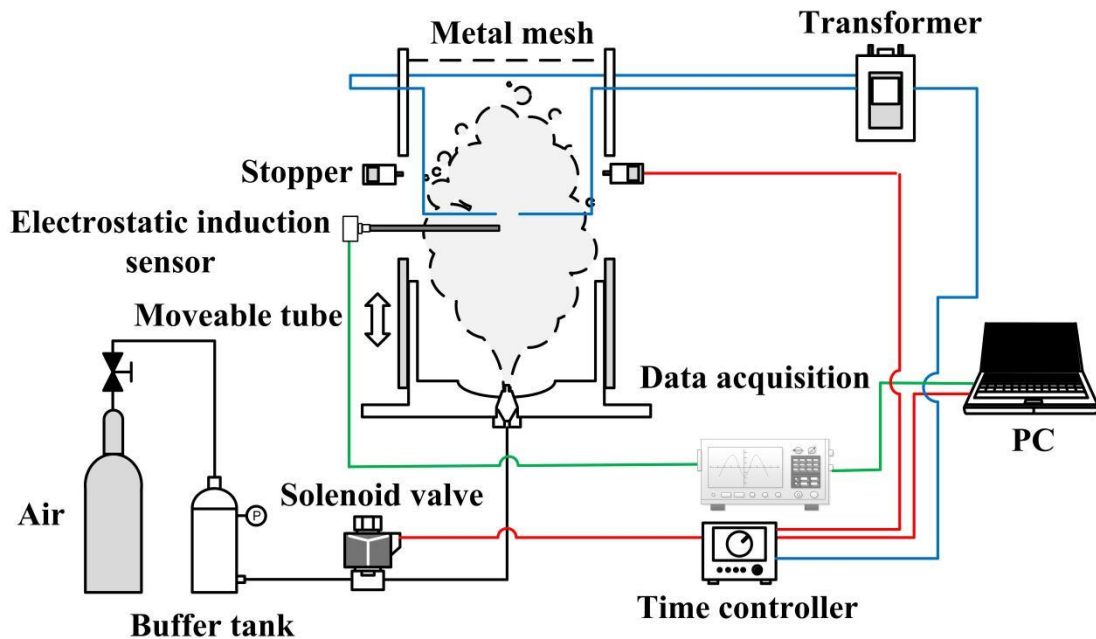 Transformer
Metal mesh
Stopper
Electrostatic induction
sensor
Moveable tube
Data acquisition
PC
Solenoid valve
Air
P
Buffer tank
Time controller